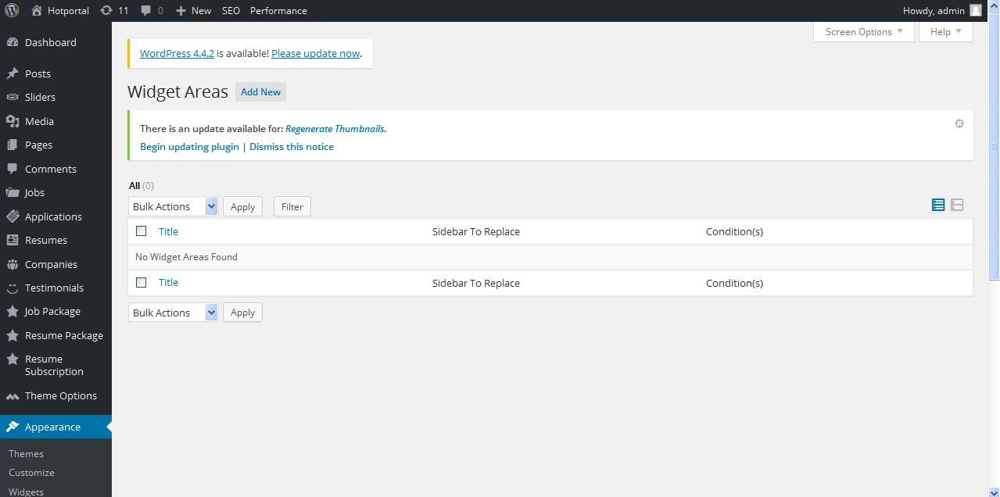 Hotportal 11 0 New SEO Performance Howdy, admin
Screen Options Help
Dashboard
Posts
Sliders
Media
Pages
Comments
Jobs
Applications
Resumes
Companies
Testimonials
Job Package
Resume Package
Resume
Subscription
Theme Options
Appearance
Themes
Customize
Widgets
WordPress 4.4.2 is available! Please update now.
Widget Areas Add New
There is an update available for: Regenerate Thumbnails.
Begin updating plugin | Dismiss this notice
All (0)
Bulk Actions Apply Filter
Title Sidebar To Replace Condition(s)
No Widget Areas Found
Title Sidebar To Replace Condition(s)
Bulk Actions Apply